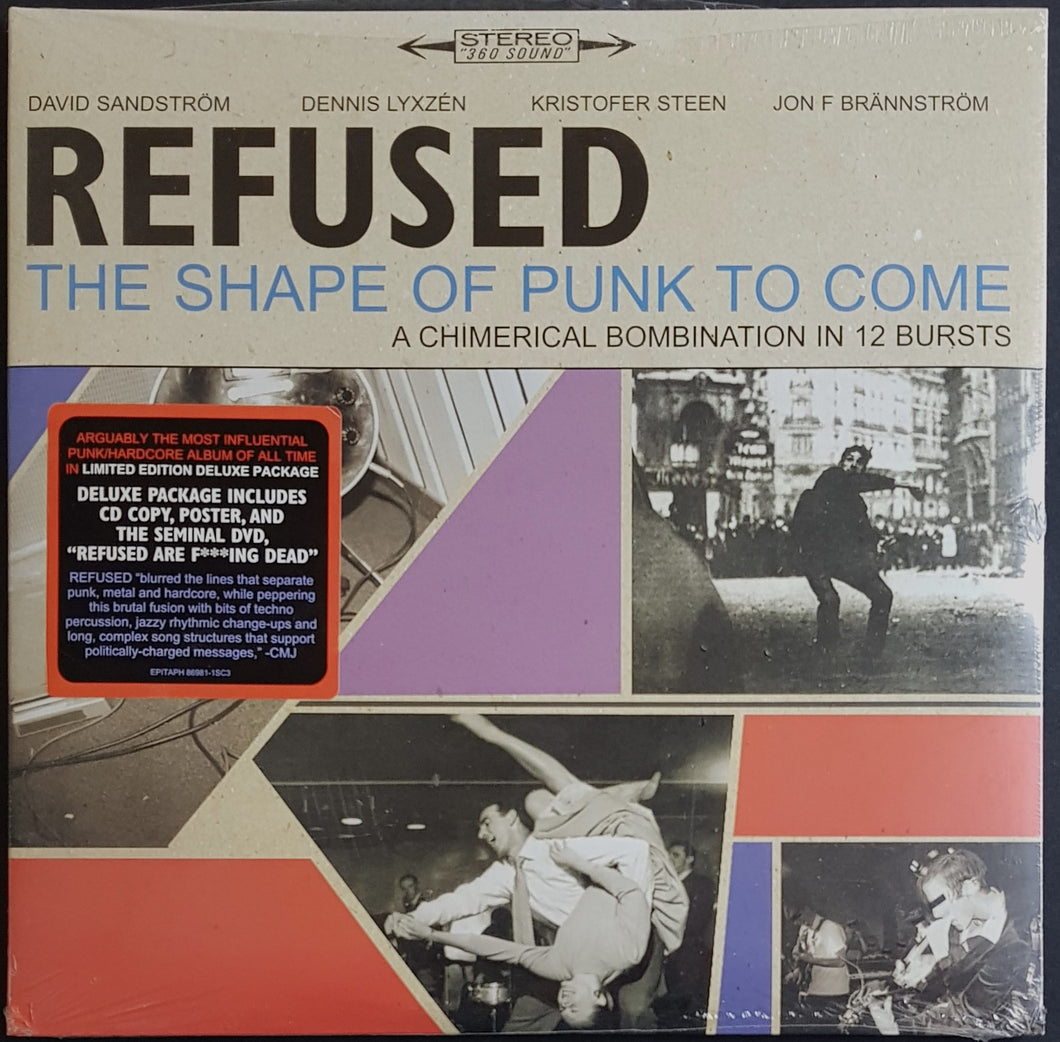 STEREO
"360 SOUND"
DAVID SANDSTRÖM DENNIS LYXZÉN KRISTOFER STEEN JON F BRÄNNSTRÖM
REFUSED
THE SHAPE OF PUNK TO COME
A CHIMERICAL BOMBINATION IN 12 BURSTS
ARGUABLY THE MOST INFLUENTIAL
PUNK/HARDCORE ALBUM OF ALL TIME
IN LIMITED EDITION DELUXE PACKAGE
DELUXE PACKAGE INCLUDES
CD COPY, POSTER, AND
THE SEMINAL DVD,
"REFUSED ARE F***ING DEAD"
REFUSED "blurred the lines that separate
punk, metal and hardcore, while peppering
this brutal fusion with bits of techno
percussion, jazzy rhythmic change-ups and
long, complex song structures that support
politically-charged messages," -CMJ
EPITAPH 86981-1SC3